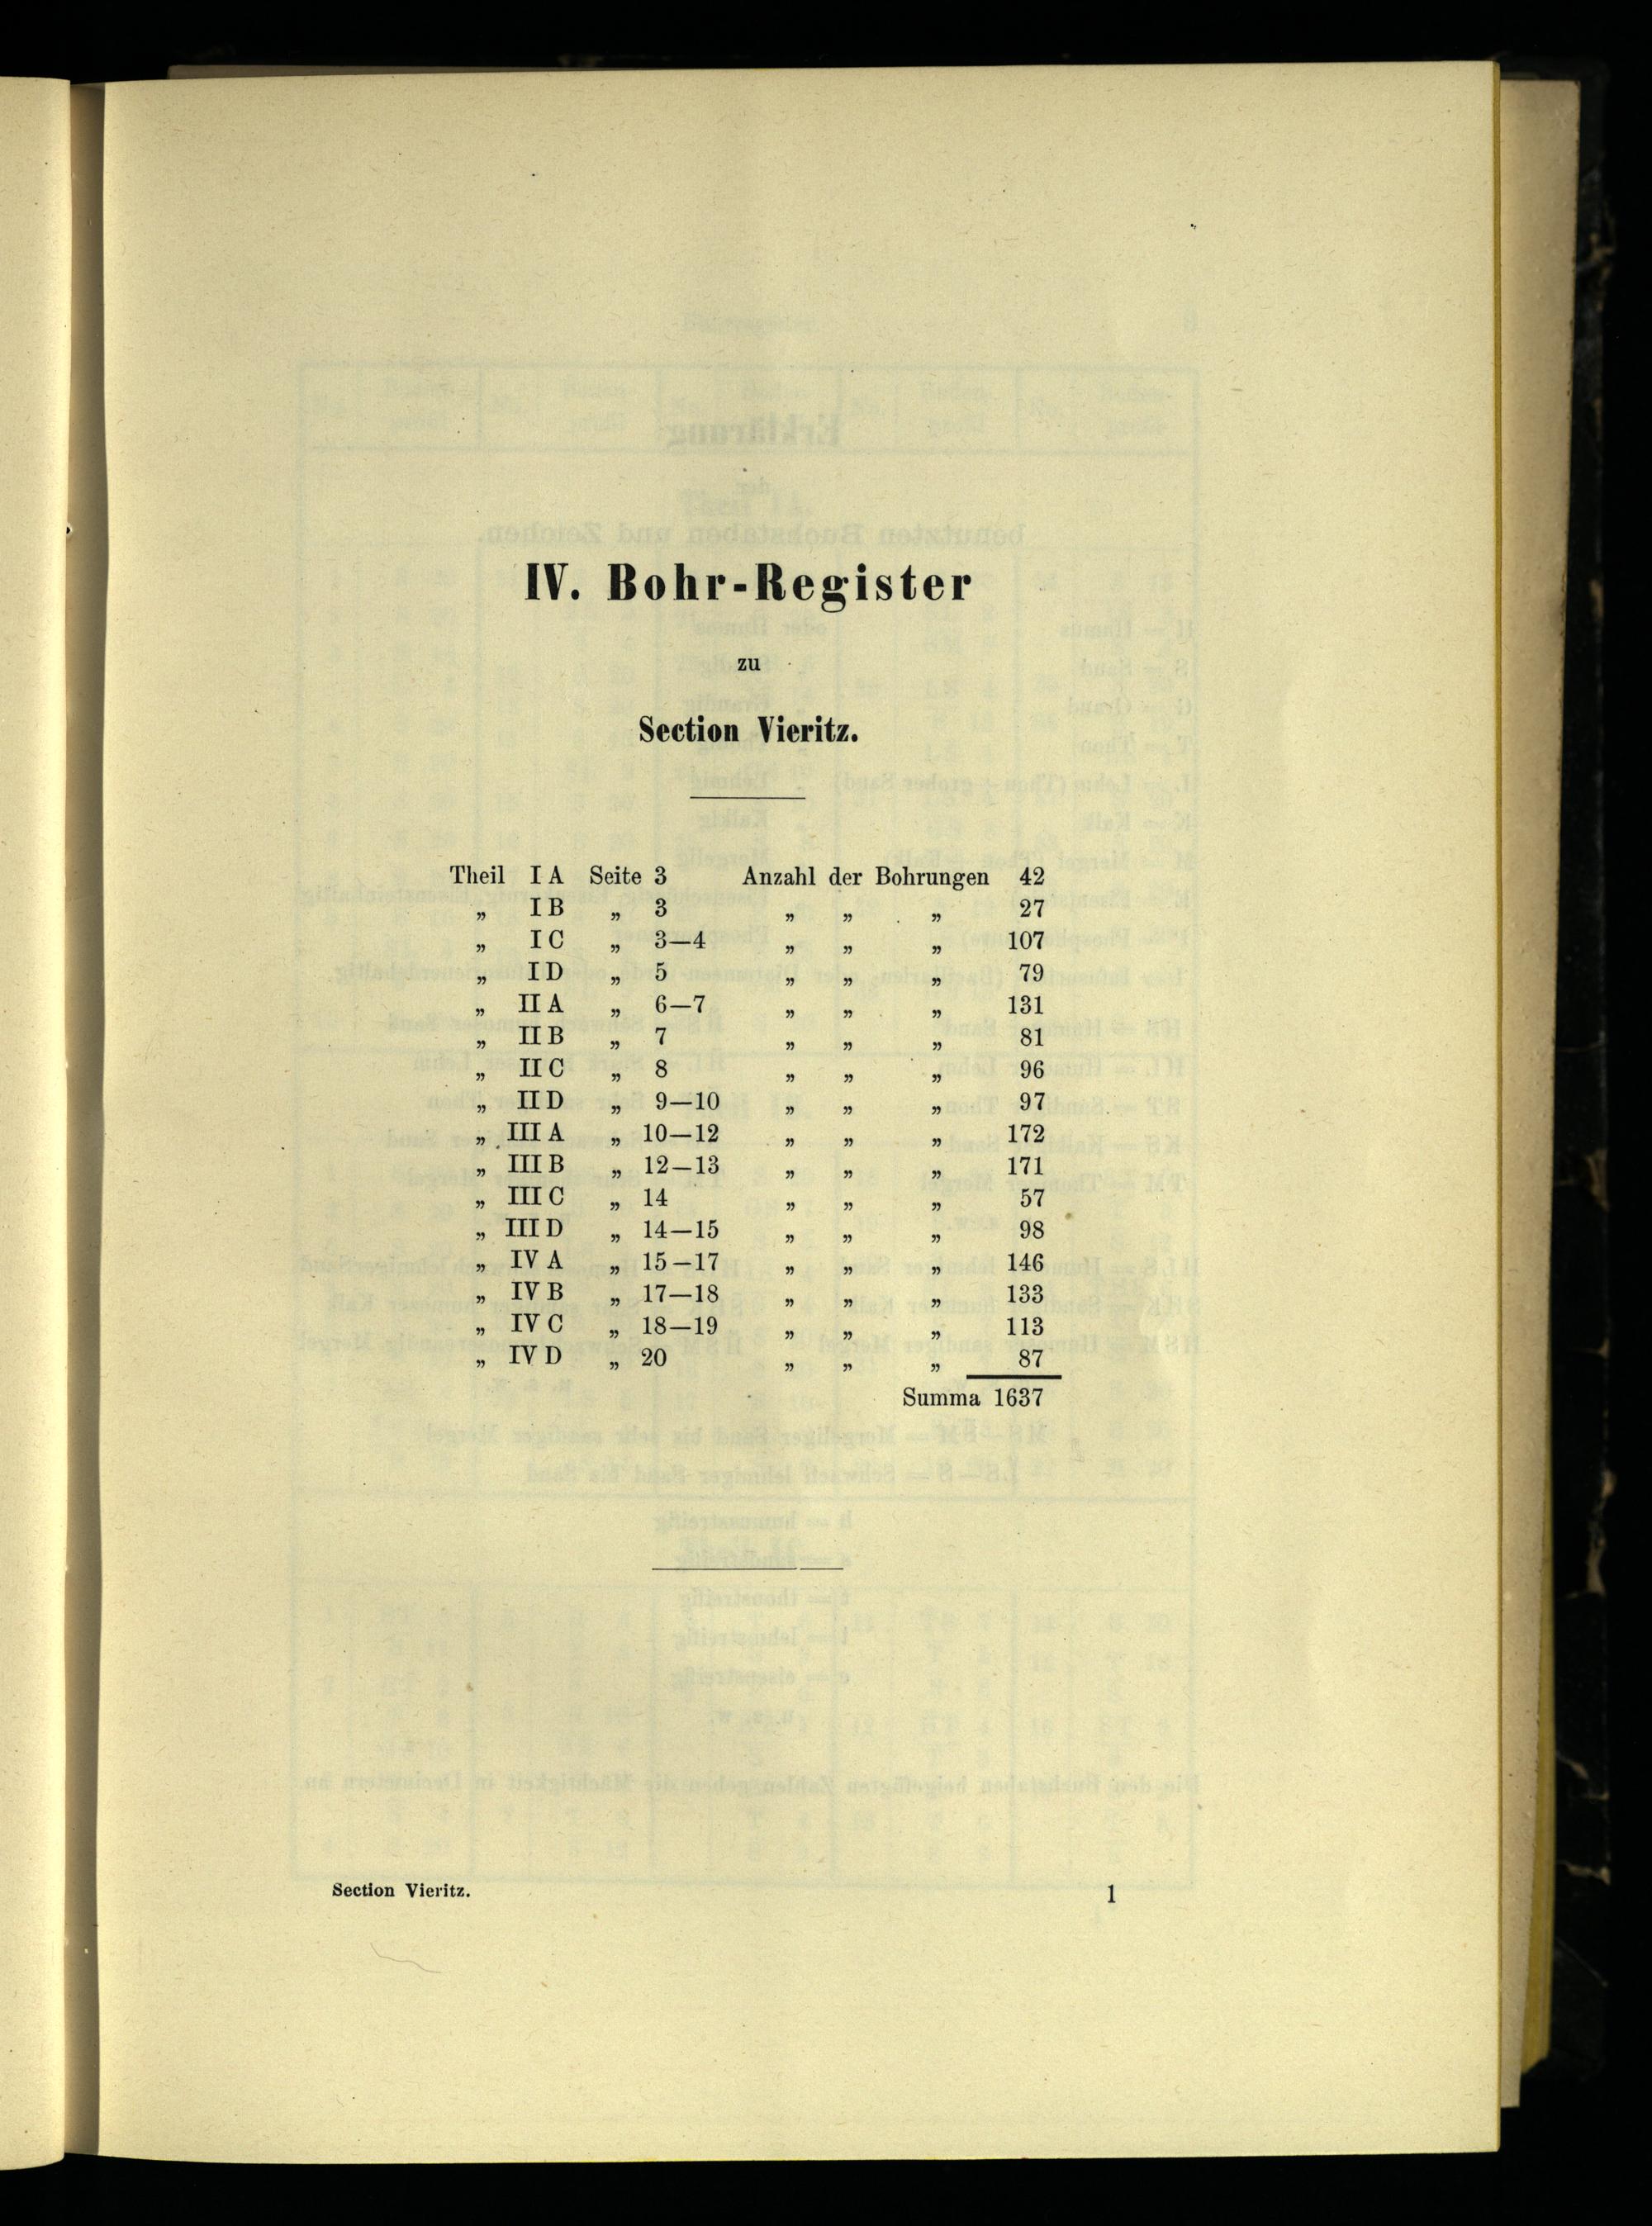 IV. Bohr-Register
zu
Section Vieritz.
Theil I A Seite 3 Anzahl der Bohrungen 42
„ I B „ 3 „ „ „ 27
„ I C „ 3—4 „ „ „ 107
„ I D „ 5 „ „ „ 79
„ II A „ 6—7 „ „ „ 131
„ II B „ 7 „ „ „ 81
„ II C „ 8 „ „ „ 96
„ II D „ 9—10 „ „ „ 97
„ III A „ 10—12 „ „ „ 172
„ III B „ 12—13 „ „ „ 171
„ III C „ 14 „ „ „ 57
„ III D „ 14—15 „ „ „ 98
„ IV A „ 15—17 „ „ „ 146
„ IV B „ 17—18 „ „ „ 133
„ IV C „ 18—19 „ „ „ 113
„ IV D „ 20 „ „ „ 87
Summa 1637
Section Vieritz. 1